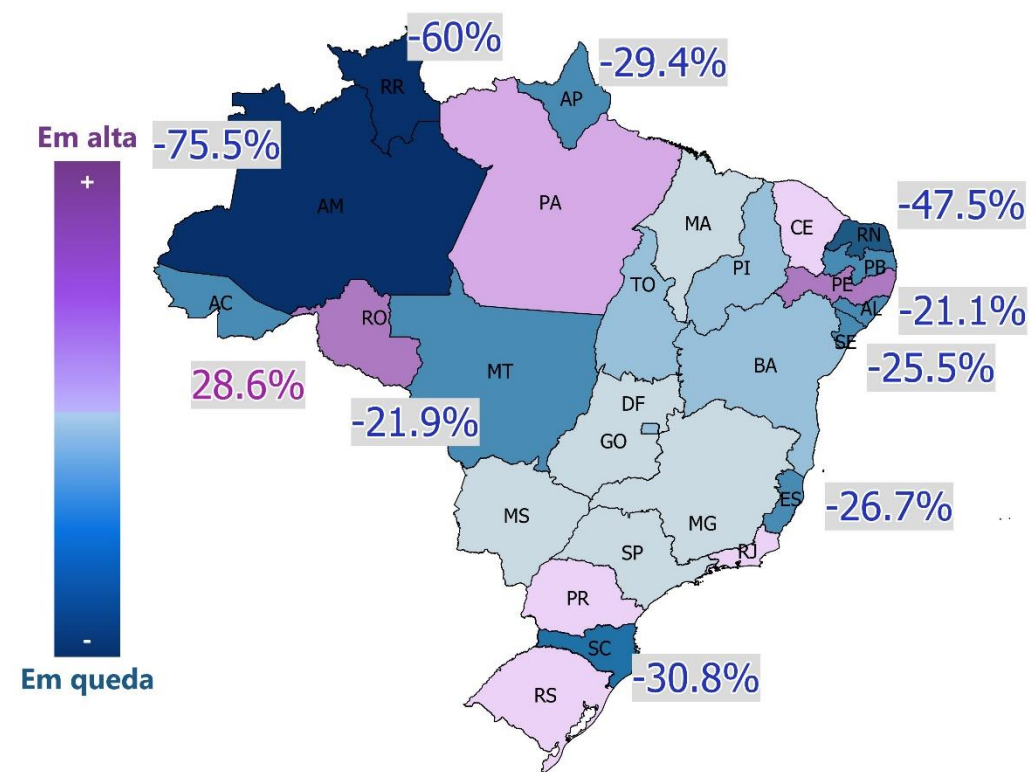 -60%
-29.4%
RR
AP
Em alta
+
-75.5%
AM
PA
MA
CE
-47.5%
RN
PI
PB
TO
PE
AC
RO
AL
-21.1%
SE
-25.5%
BA
MT
28.6%
-21.9%
DF
GO
ES
-26.7%
MS
MG
SP
RJ
PR
-
SC
Em queda
-30.8%
RS